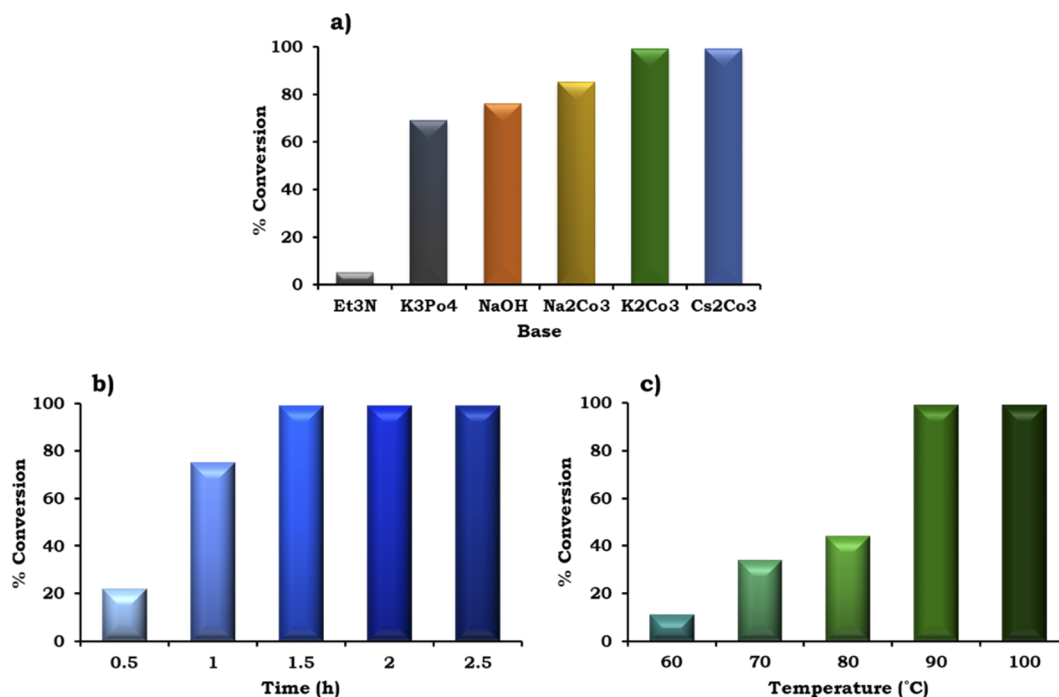 a)
100
80
60
40
20
0
% Conversion
Et3N K3Po4 NaOH Na2Co3 K2Co3 Cs2Co3
Base
b)
100
80
60
40
20
0
% Conversion
0.5 1 1.5 2 2.5
Time (h)
c)
100
80
60
40
20
0
% Conversion
60 70 80 90 100
Temperature (˚C)